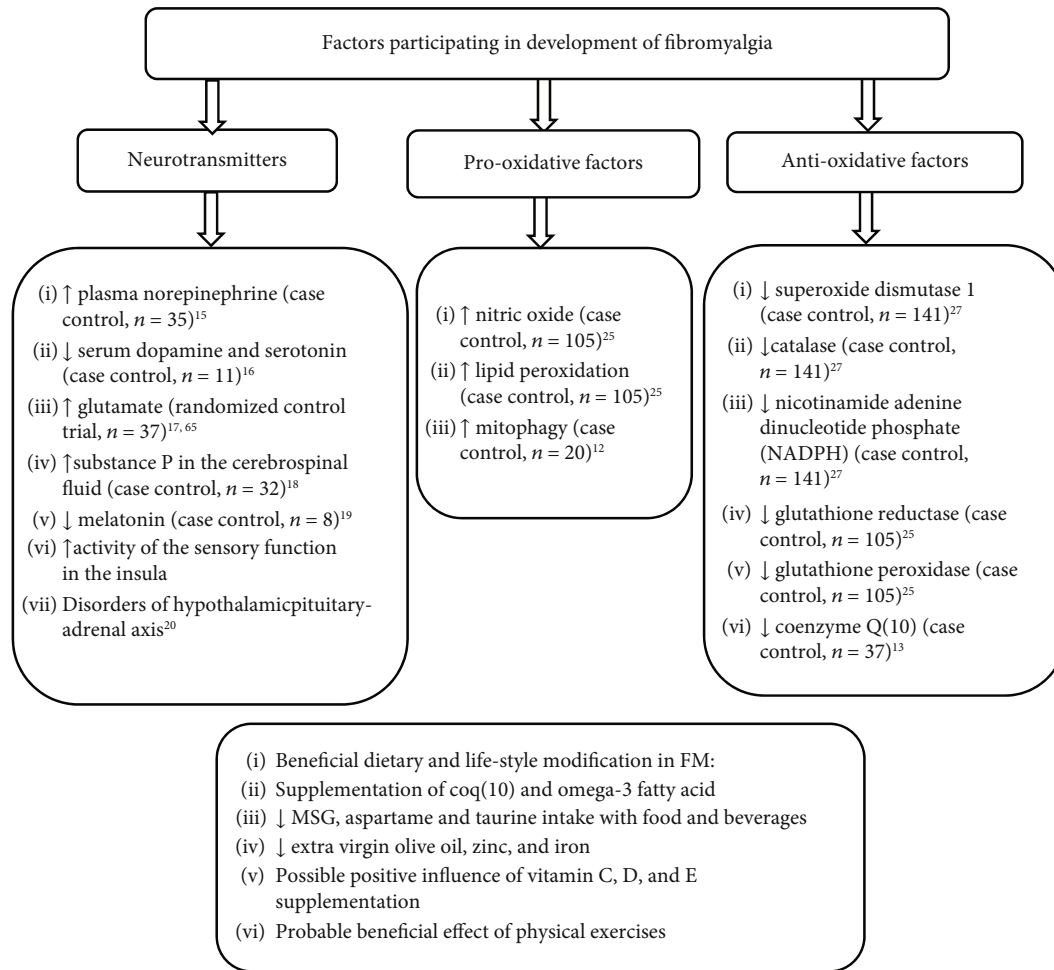 Factors participating in development of fibromyalgia
Neurotransmitters
(i) ↑ plasma norepinephrine (case
control, n = 35)15
(ii) ↓ serum dopamine and serotonin
(case control, n = 11)16
(iii) ↑ glutamate (randomized control
trial, n = 37)17, 65
(iv) ↑substance P in the cerebrospinal
fluid (case control, n = 32)18
(v) ↓ melatonin (case control, n = 8)19
(vi) ↑activity of the sensory function
in the insula
(vii) Disorders of hypothalamicpituitary-
adrenal axis20
Pro-oxidative factors
(i) ↑ nitric oxide (case
control, n = 105)25
(ii) ↑ lipid peroxidation
(case control, n = 105)25
(iii) ↑ mitophagy (case
control, n = 20)12
Anti-oxidative factors
(i) ↓ superoxide dismutase 1
(case control, n = 141)27
(ii) ↓catalase (case control,
n = 141)27
(iii) ↓ nicotinamide adenine
dinucleotide phosphate
(NADPH) (case control,
n = 141)27
(iv) ↓ glutathione reductase (case
control, n = 105)25
(v) ↓ glutathione peroxidase (case
control, n = 105)25
(vi) ↓ coenzyme Q(10) (case
control, n = 37)13
(i) Beneficial dietary and life-style modification in FM:
(ii) Supplementation of coq(10) and omega-3 fatty acid
(iii) ↓ MSG, aspartame and taurine intake with food and beverages
(iv) ↓ extra virgin olive oil, zinc, and iron
(v) Possible positive influence of vitamin C, D, and E
supplementation
(vi) Probable beneficial effect of physical exercises